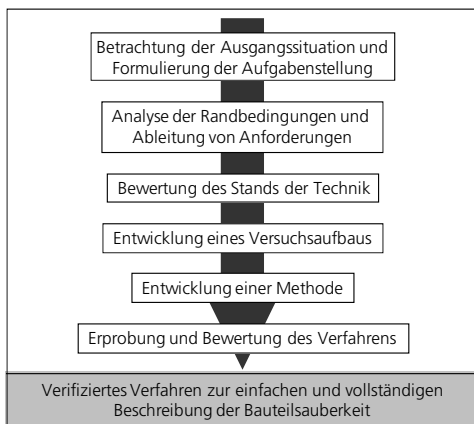 Betrachtung der Ausgangssituation und
Formulierung der Aufgabenstellung
Analyse der Randbedingungen und
Ableitung von Anforderungen
Bewertung des Stands der Technik
Entwicklung eines Versuchsaufbaus
Entwicklung einer Methode
Erprobung und Bewertung des Verfahrens
Verifiziertes Verfahren zur einfachen und vollständigen
Beschreibung der Bauteilsauberkeit